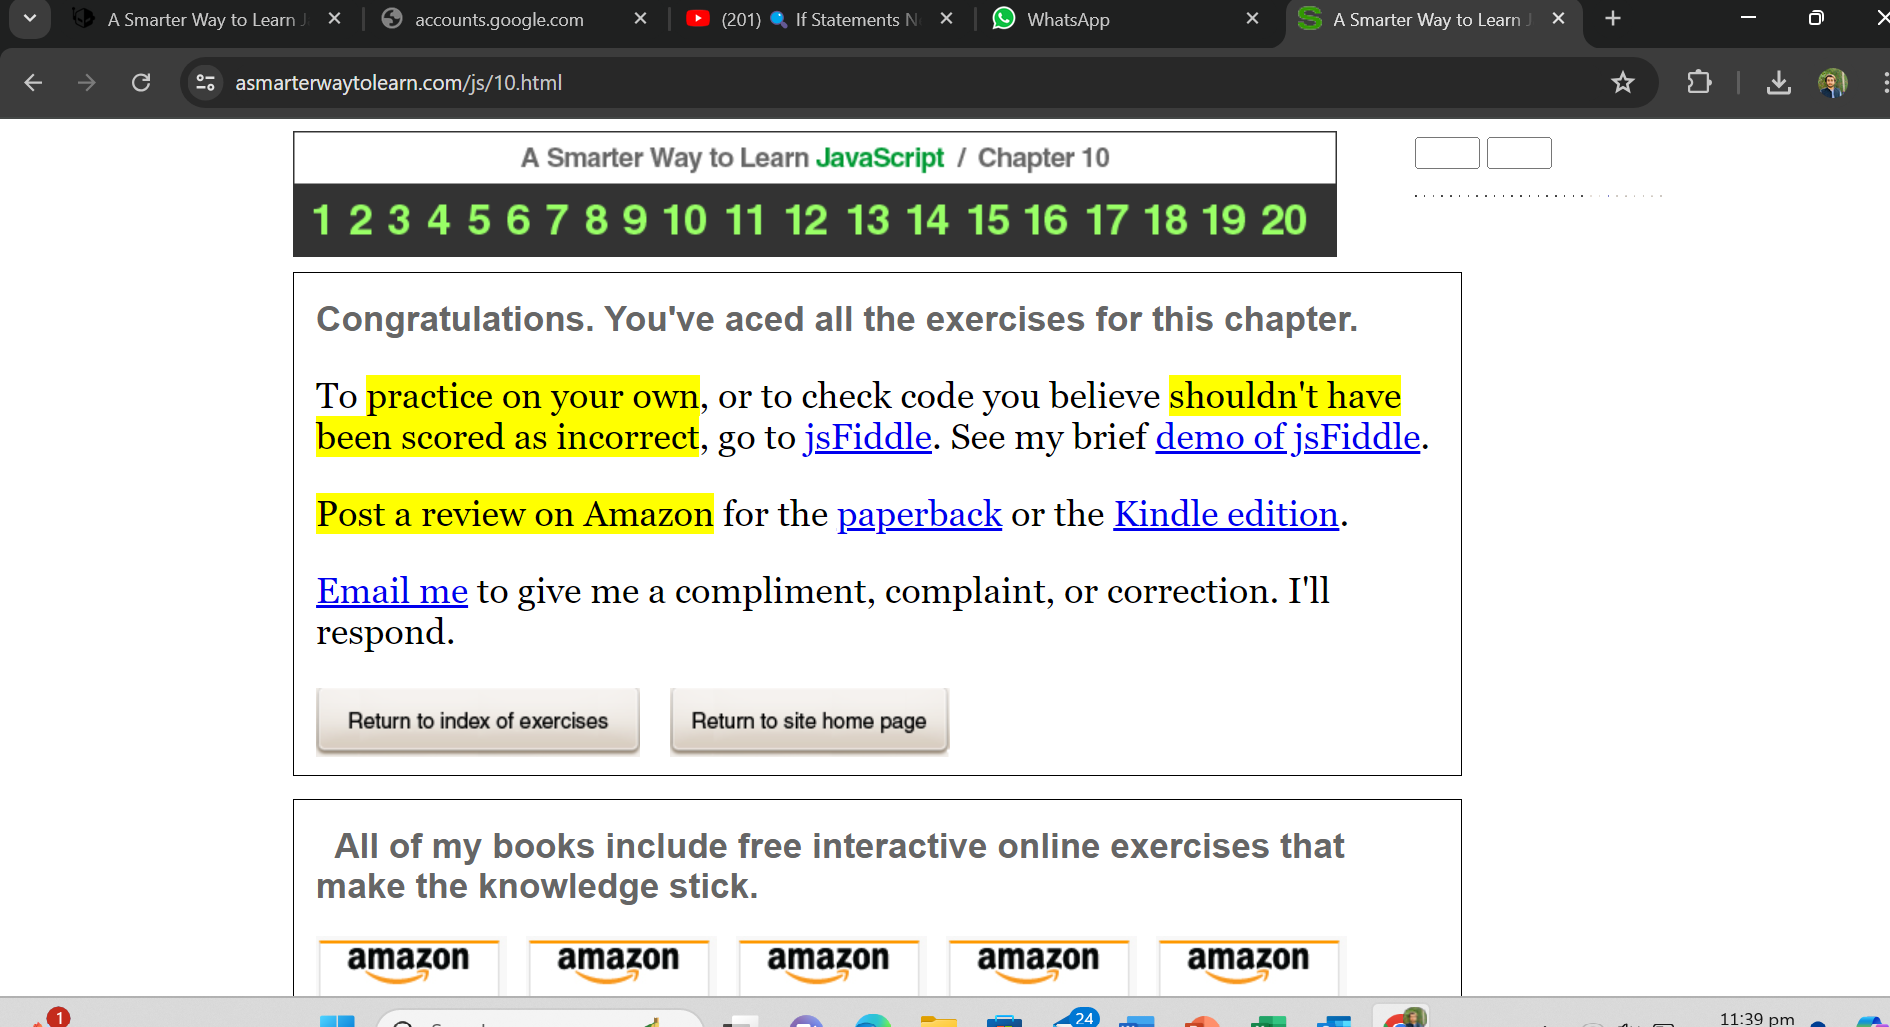 A Smarter Way to Learn J
accounts.google.com
(201) 🔍 If Statements N
WhatsApp
A Smarter Way to Learn J
asmarterwaytolearn.com/js/10.html
A Smarter Way to Learn JavaScript / Chapter 10
1 2 3 4 5 6 7 8 9 10 11 12 13 14 15 16 17 18 19 20
Congratulations. You've aced all the exercises for this chapter.
To practice on your own, or to check code you believe shouldn't have
been scored as incorrect, go to jsFiddle. See my brief demo of jsFiddle.
Post a review on Amazon for the paperback or the Kindle edition.
Email me to give me a compliment, complaint, or correction. I'll
respond.
Return to index of exercises
Return to site home page
All of my books include free interactive online exercises that
make the knowledge stick.
amazon amazon amazon amazon amazon
1
24
11:39 pm